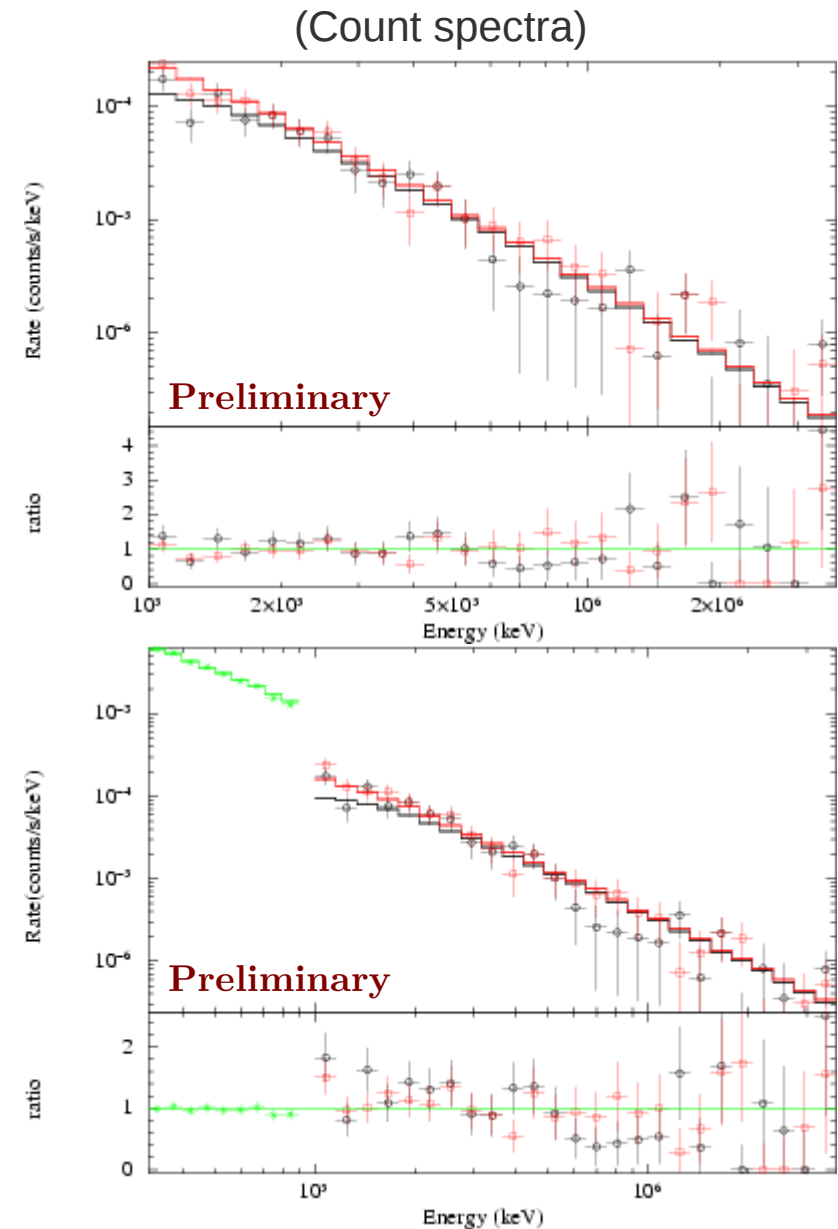 (Count spectra)
10⁻⁴
10⁻⁵
10⁻⁶
Rate (counts/s/keV)
Preliminary
4
3
2
1
0
ratio
10⁵
2×10⁵
5×10⁵
10⁶
2×10⁶
Energy (keV)
10⁻³
10⁻⁴
10⁻⁵
10⁻⁶
Rate(counts/s/keV)
Preliminary
2
1
0
ratio
10⁵
10⁶
Energy (keV)